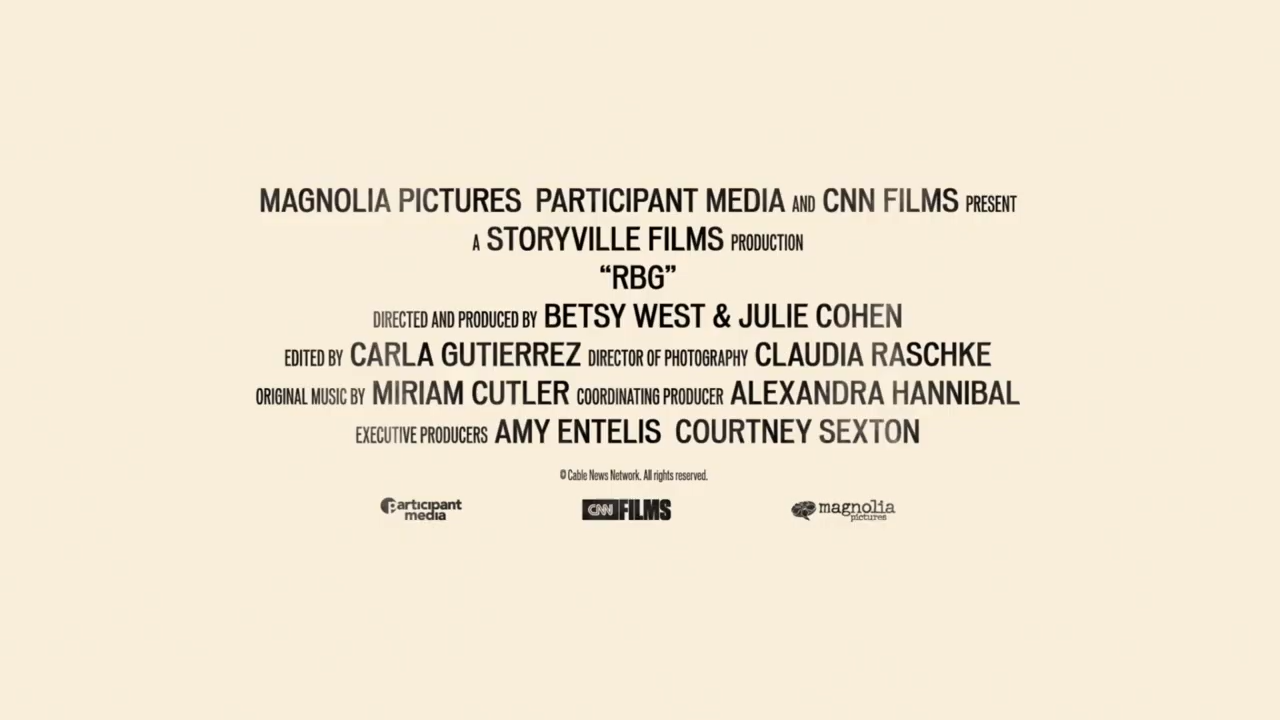 MAGNOLIA PICTURES PARTICIPANT MEDIA AND CNN FILMS PRESENT
A STORYVILLE FILMS PRODUCTION
“RBG”
DIRECTED AND PRODUCED BY BETSY WEST & JULIE COHEN
EDITED BY CARLA GUTIERREZ DIRECTOR OF PHOTOGRAPHY CLAUDIA RASCHKE
ORIGINAL MUSIC BY MIRIAM CUTLER COORDINATING PRODUCER ALEXANDRA HANNIBAL
EXECUTIVE PRODUCERS AMY ENTELIS COURTNEY SEXTON
© Cable News Network. All rights reserved.
Participant media
CNN FILMS
magnolia pictures